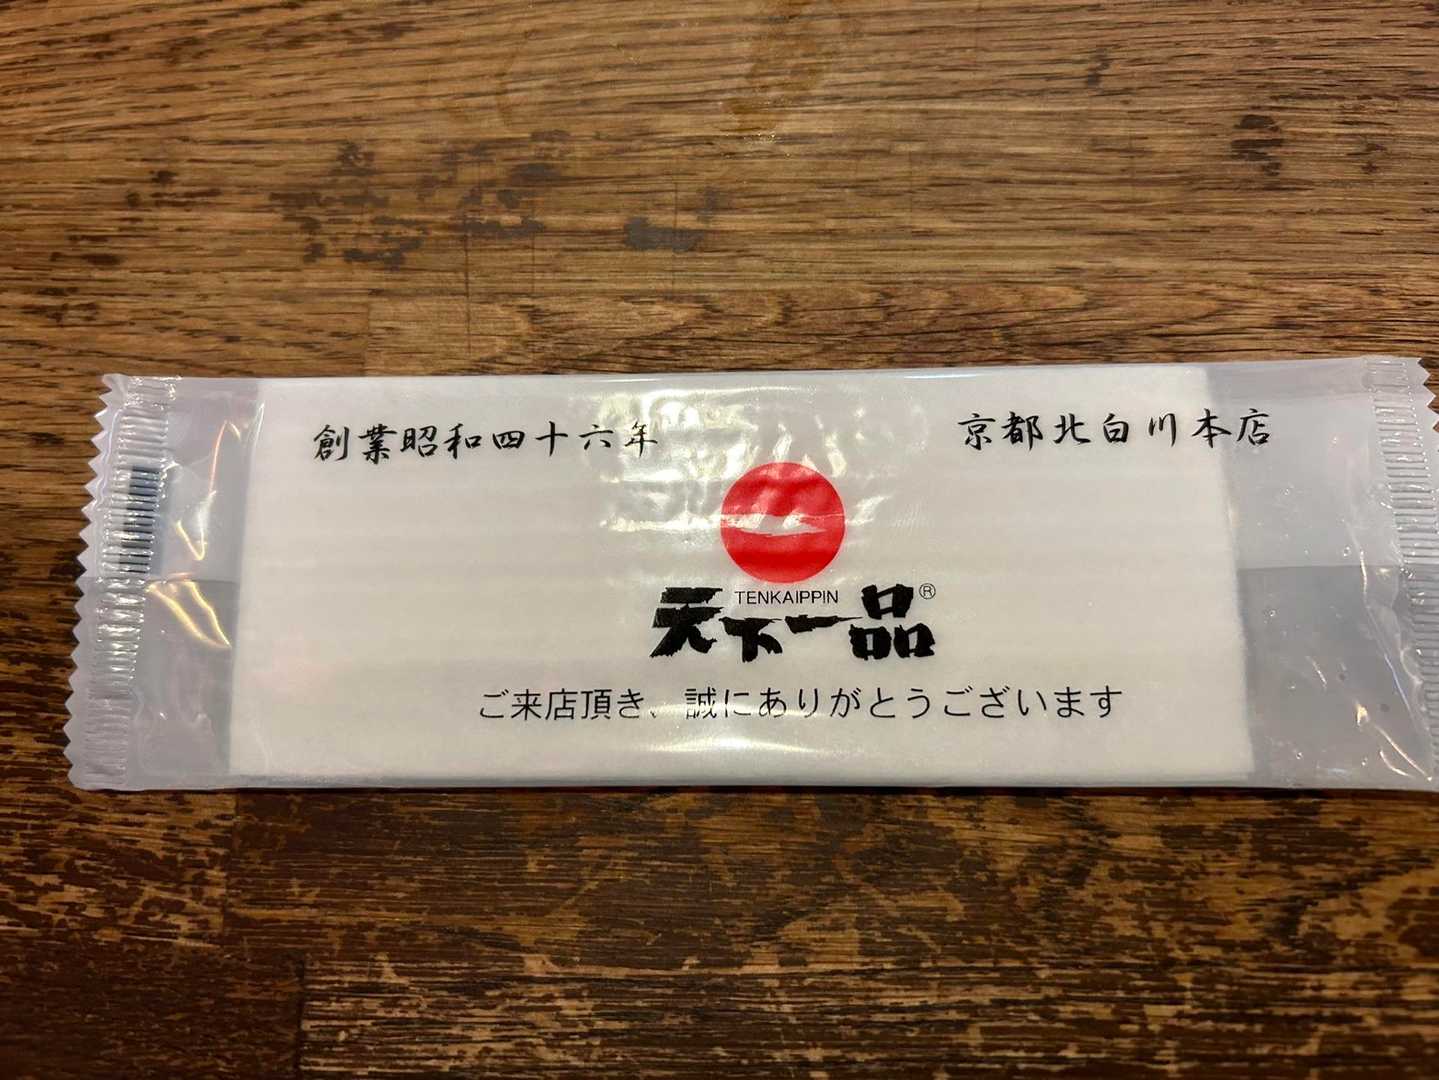 創業昭和四十六年
京都北白川本店
TENKAIPPIN
天下一品®
ご来店頂き、誠にありがとうございます